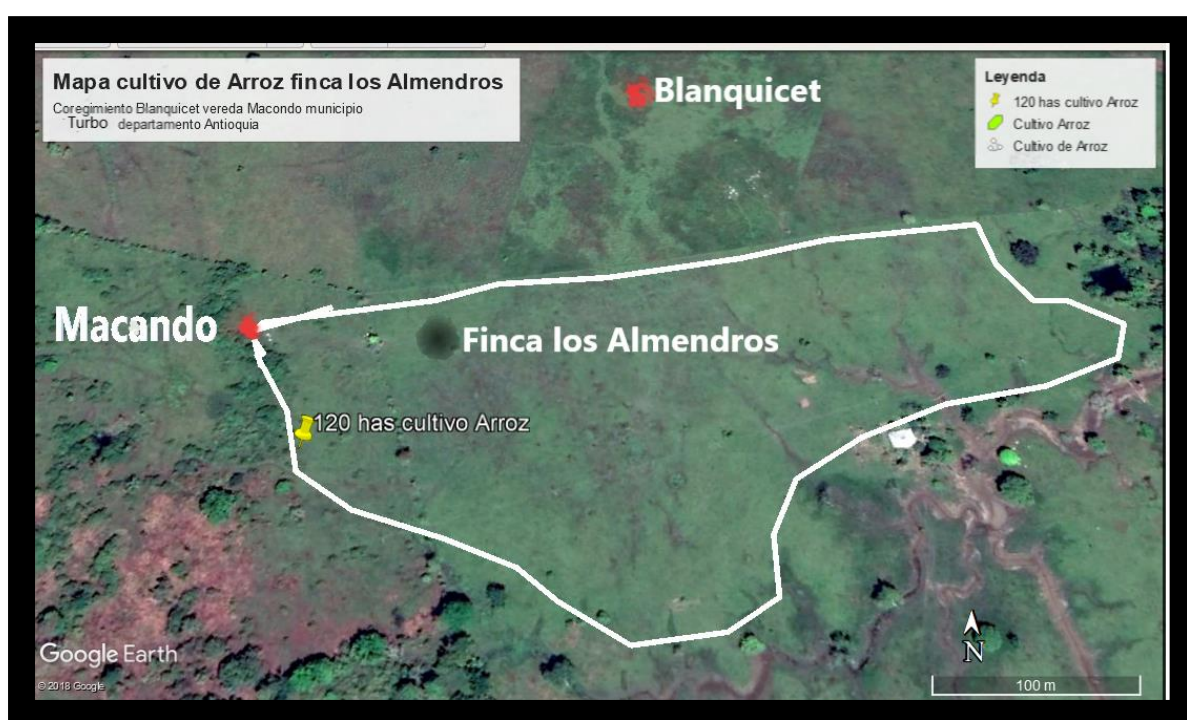 Mapa cultivo de Arroz finca los Almendros
Coregimiento Blanquicet vereda Macondo municipio
Turbo departamento Antioquia
Blanquicet
Leyenda
120 has cultivo Arroz
Cultivo Arroz
Cultivo de Arroz
Macando
Finca los Almendros
120 has cultivo Arroz
Google Earth
© 2018 Google
N
100 m